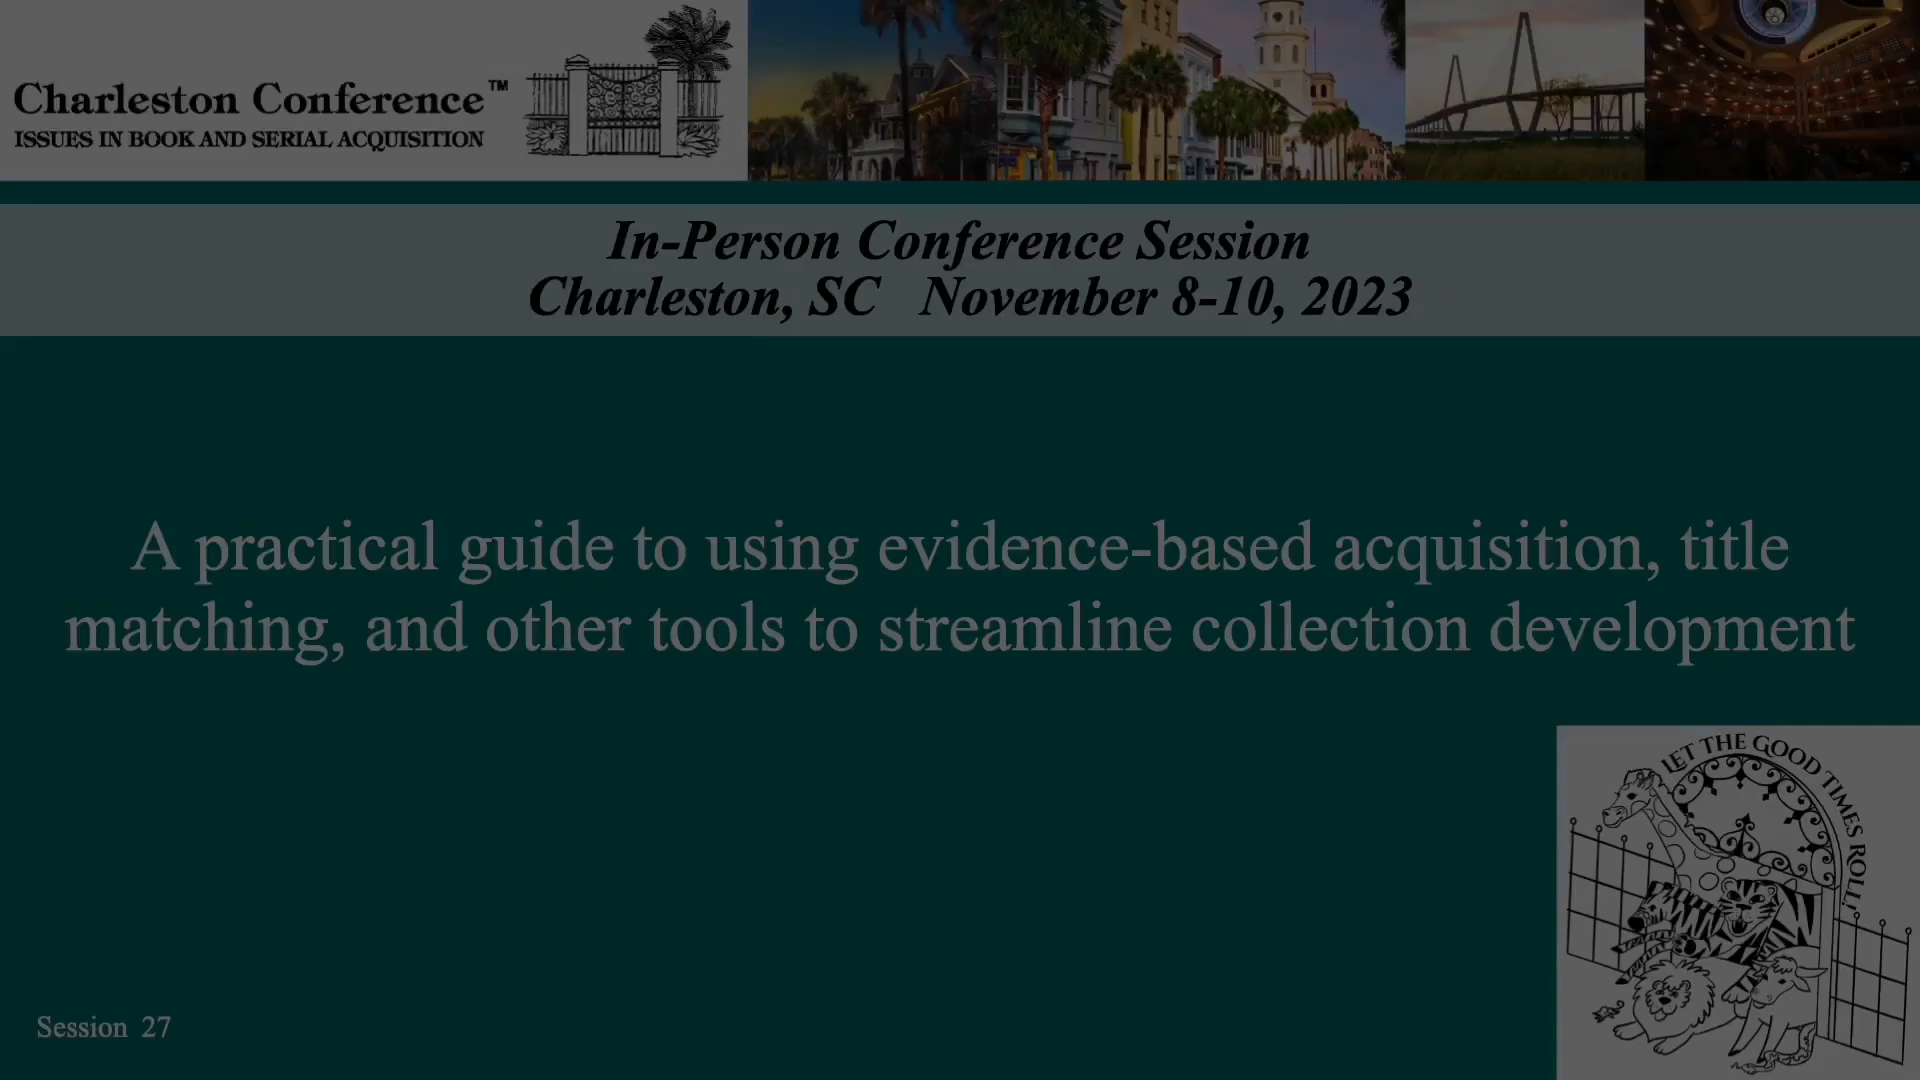 Charleston Conference™
ISSUES IN BOOK AND SERIAL ACQUISITION
In-Person Conference Session
Charleston, SC November 8-10, 2023
A practical guide to using evidence-based acquisition, title
matching, and other tools to streamline collection development
LET THE GOOD TIMES ROLL!
Session 27